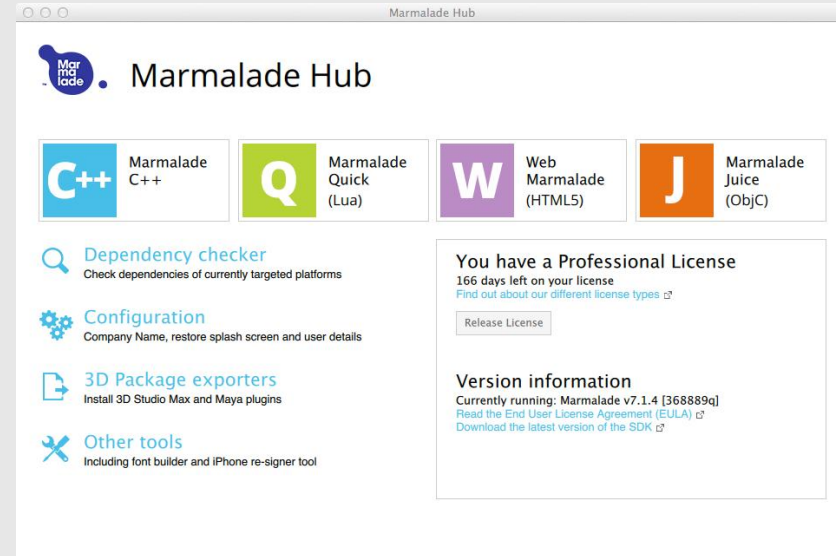 Marmalade Hub
Mar
ma
lade
™
Marmalade Hub
C++
Marmalade
C++
Q
Marmalade
Quick
(Lua)
W
Web
Marmalade
(HTML5)
J
Marmalade
Juice
(ObjC)
Dependency checker
Check dependencies of currently targeted platforms
Configuration
Company Name, restore splash screen and user details
3D Package exporters
Install 3D Studio Max and Maya plugins
Other tools
Including font builder and iPhone re-signer tool
You have a Professional License
166 days left on your license
Find out about our different license types
Release License
Version information
Currently running: Marmalade v7.1.4 [368889q]
Read the End User License Agreement (EULA)
Download the latest version of the SDK